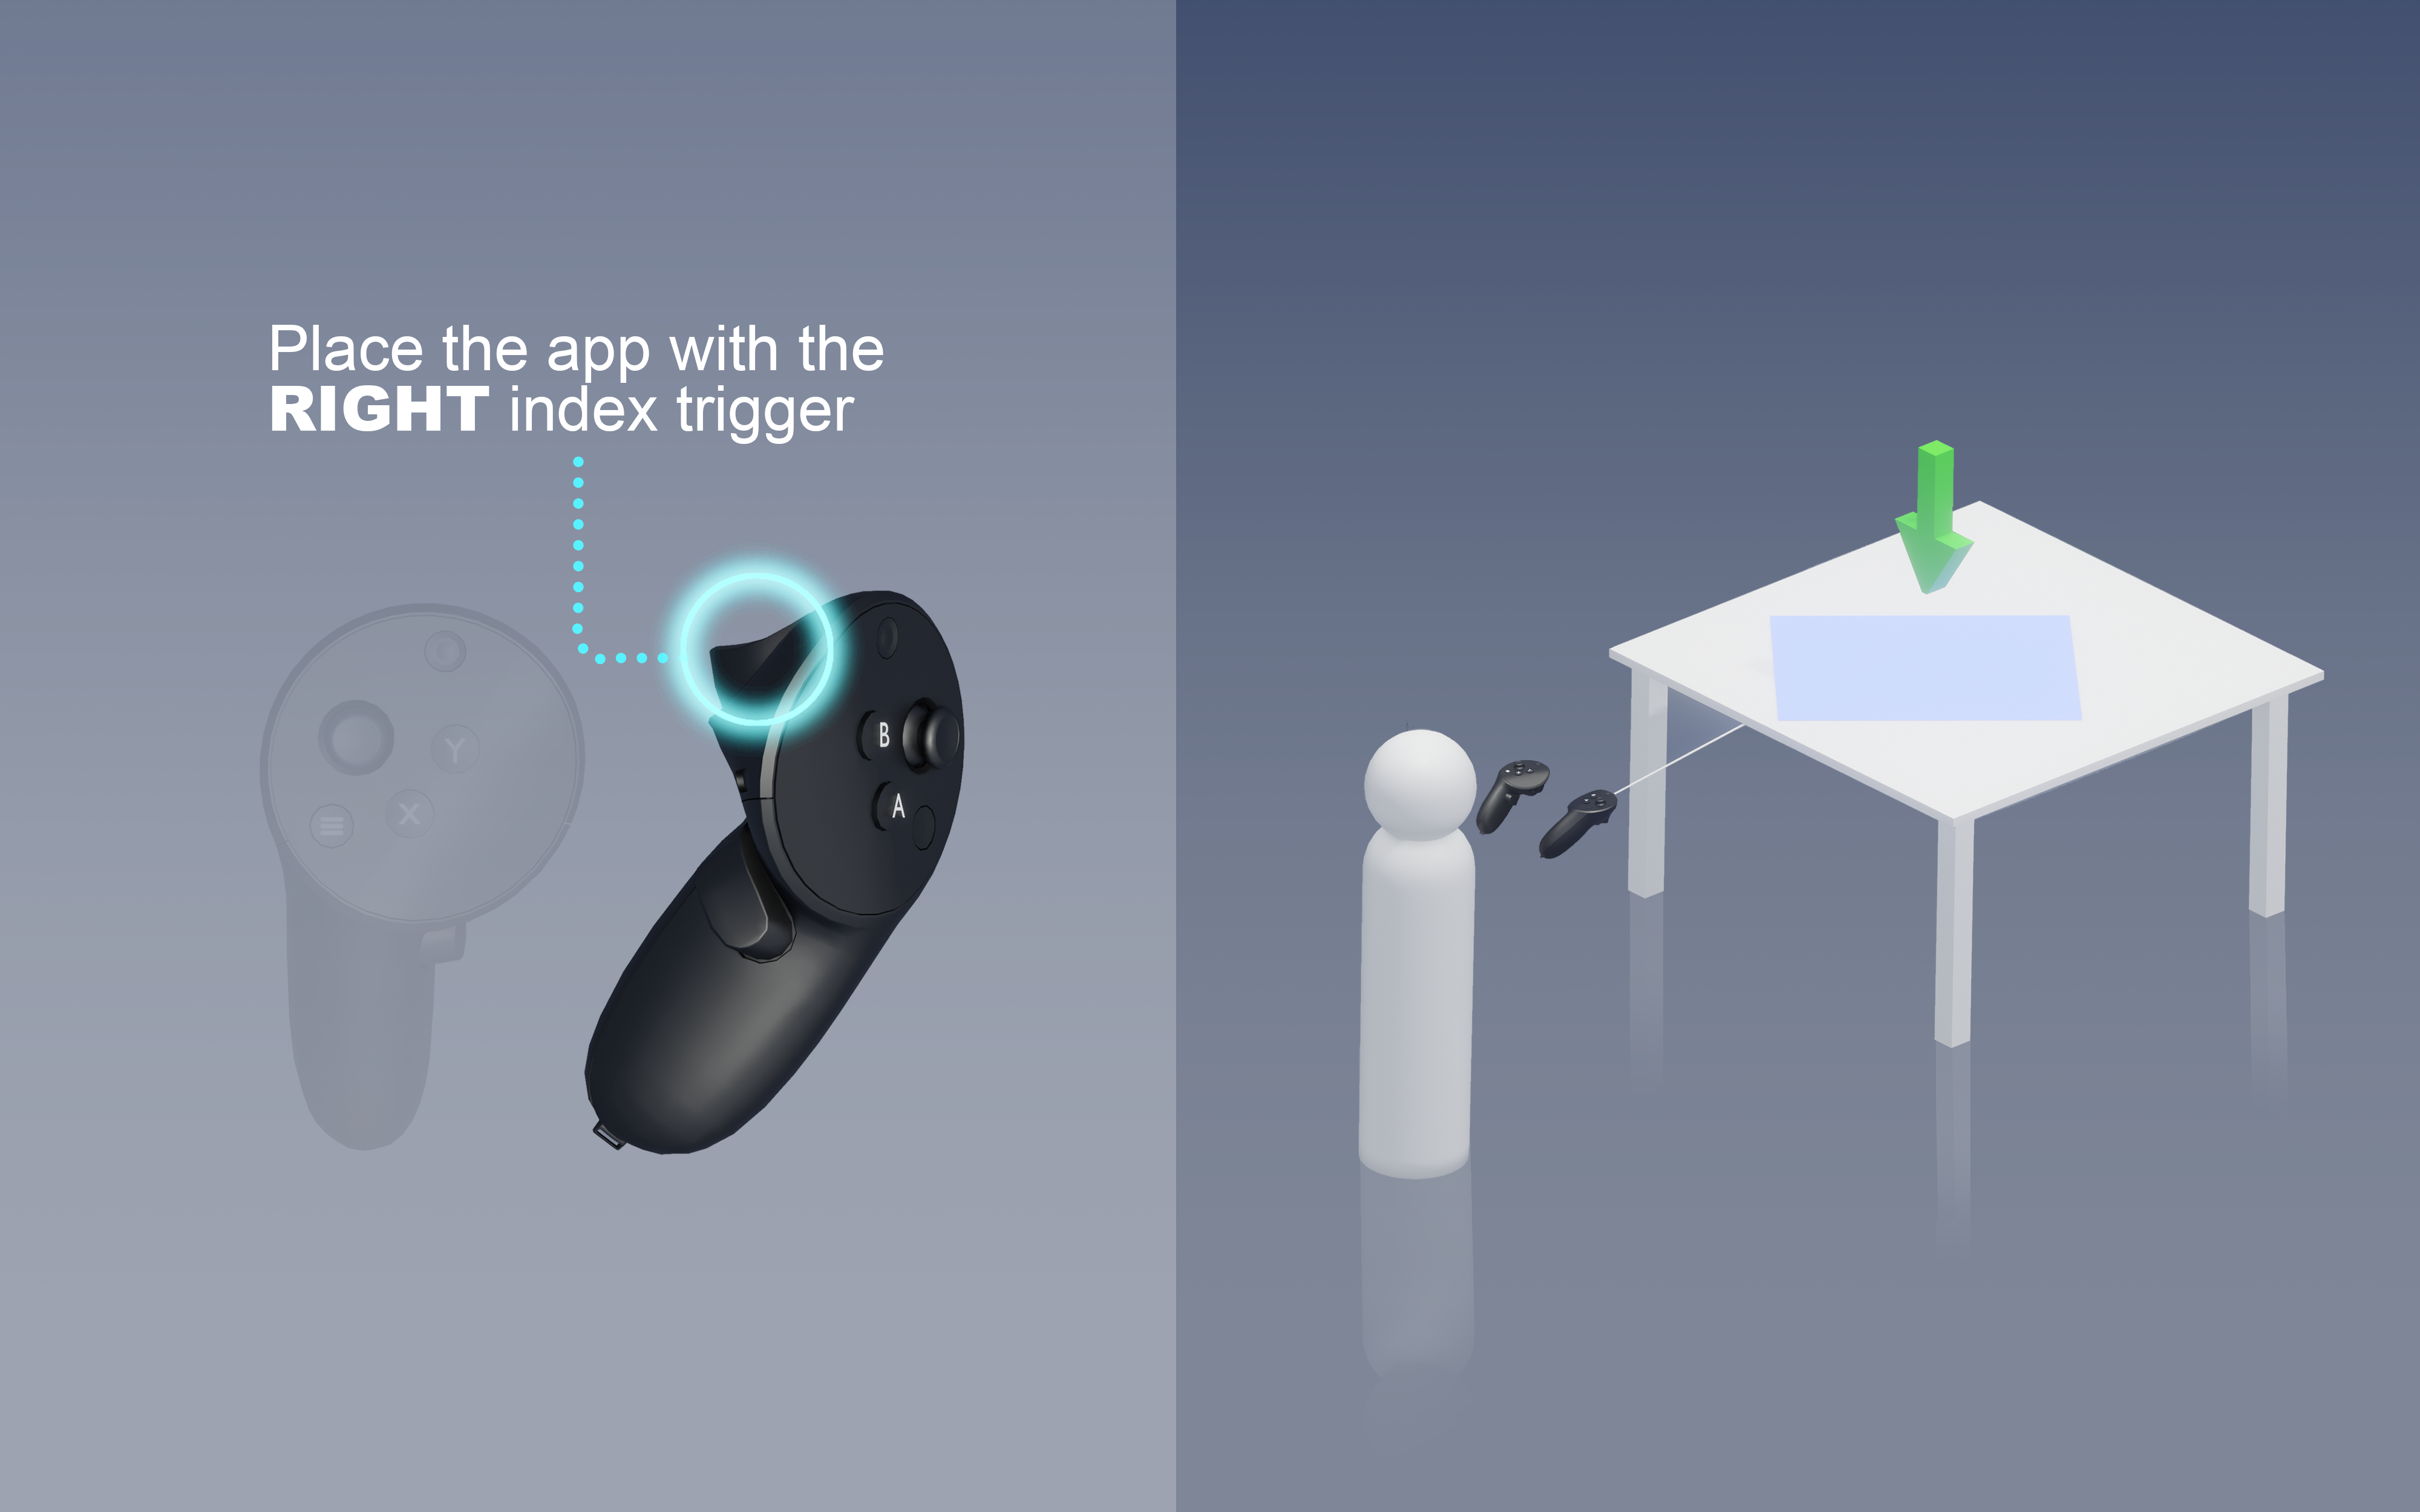 Place the app with the
RIGHT index trigger
Y
X
B
A